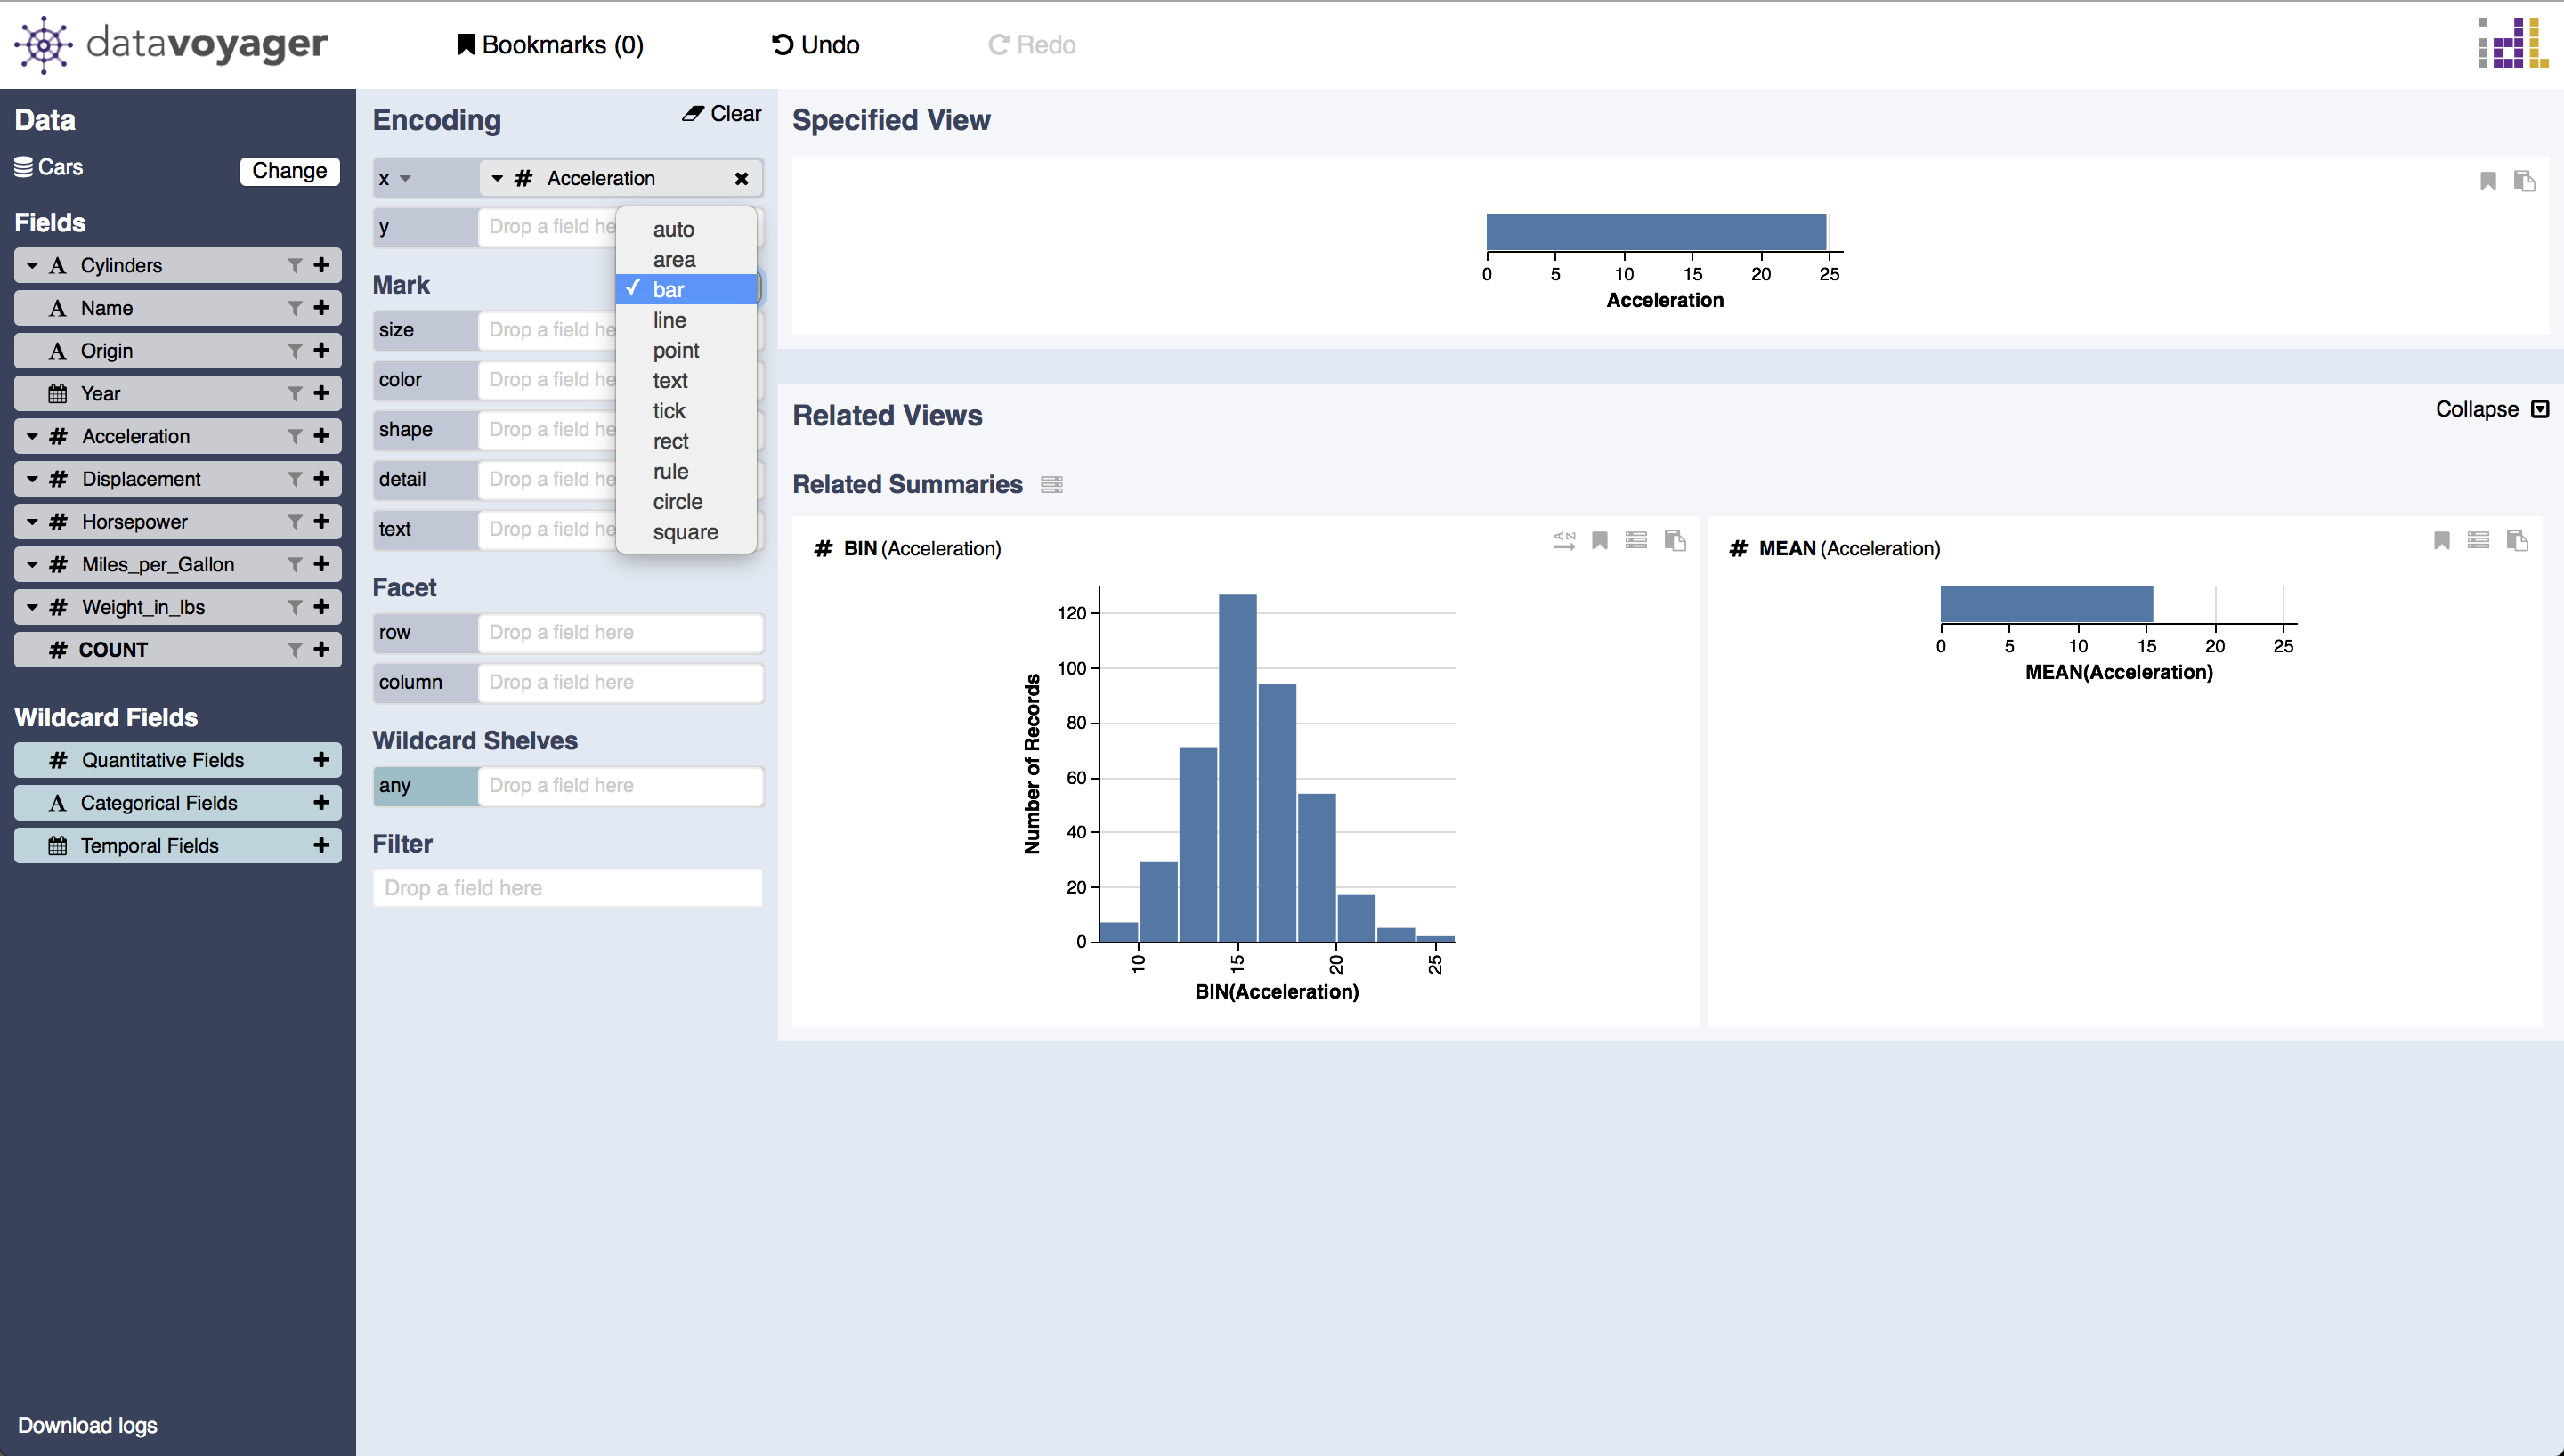 datavoyager
Bookmarks (0)
Undo
Redo
idL
Data
Cars
Change
Fields
A Cylinders
A Name
A Origin
Year
# Acceleration
# Displacement
# Horsepower
# Miles_per_Gallon
# Weight_in_lbs
# COUNT
Wildcard Fields
# Quantitative Fields
A Categorical Fields
Temporal Fields
Download logs
Encoding
Clear
x
# Acceleration
y
Drop a field he
Mark
size
Drop a field he
color
Drop a field he
shape
Drop a field he
detail
Drop a field he
text
Drop a field he
auto
area
✓ bar
line
point
text
tick
rect
rule
circle
square
Facet
row
Drop a field here
column
Drop a field here
Wildcard Shelves
any
Drop a field here
Filter
Drop a field here
Specified View
0 5 10 15 20 25
Acceleration
Related Views
Collapse
Related Summaries
# BIN (Acceleration)
A Z
120
100
80
60
40
20
0
Number of Records
10 15 20 25
BIN(Acceleration)
# MEAN (Acceleration)
0 5 10 15 20 25
MEAN(Acceleration)